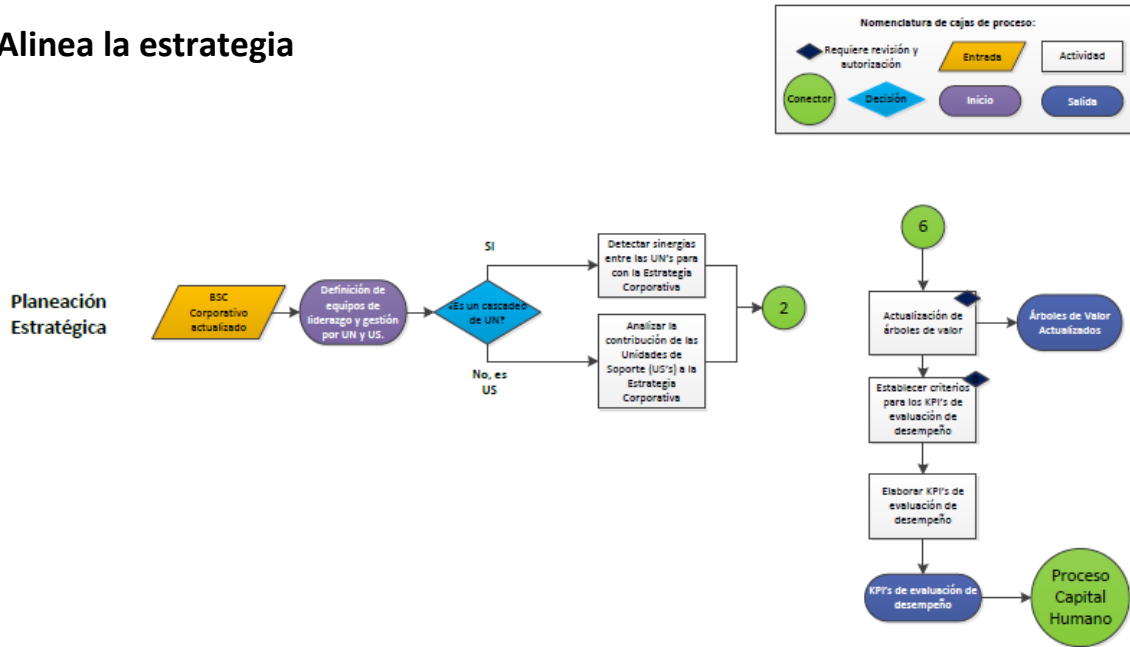 Alinea la estrategia
Nomenclatura de cajas de proceso:
Requiere revisión y
autorización
Entrada
Actividad
Conector
Decisión
Inicio
Salida
Planeación
Estratégica
BSC
Corporativo
actualizado
Definición de
equipos de
liderazgo y gestión
por UN y US.
¿Es un cascadeo
de UN?
SI
No, es
US
Detectar sinergias
entre las UN's para
con la Estrategia
Corporativa
Analizar la
contribución de las
Unidades de
Soporte (US's) a la
Estrategia
Corporativa
2
6
Actualización de
árboles de valor
Árboles de Valor
Actualizados
Establecer criterios
para los KPI's de
evaluación de
desempeño
Elaborar KPI's de
evaluación de
desempeño
KPI's de evaluación de
desempeño
Proceso
Capital
Humano